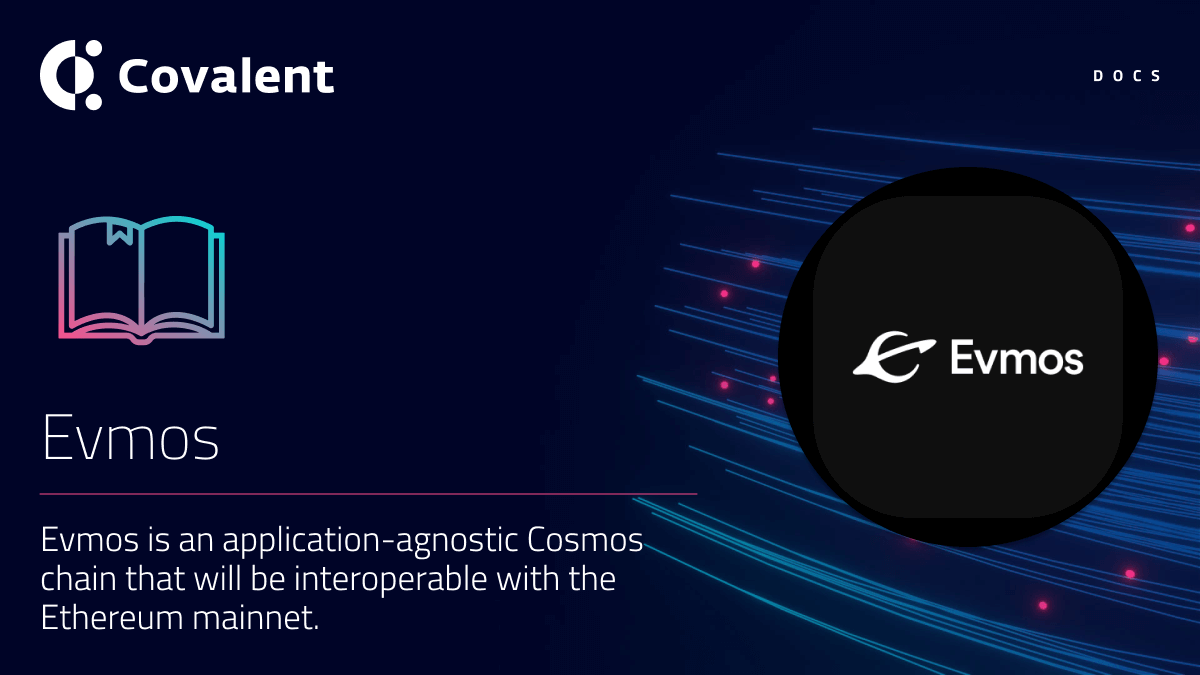 Covalent
DOCS
Evmos
Evmos
Evmos is an application-agnostic Cosmos
chain that will be interoperable with the
Ethereum mainnet.